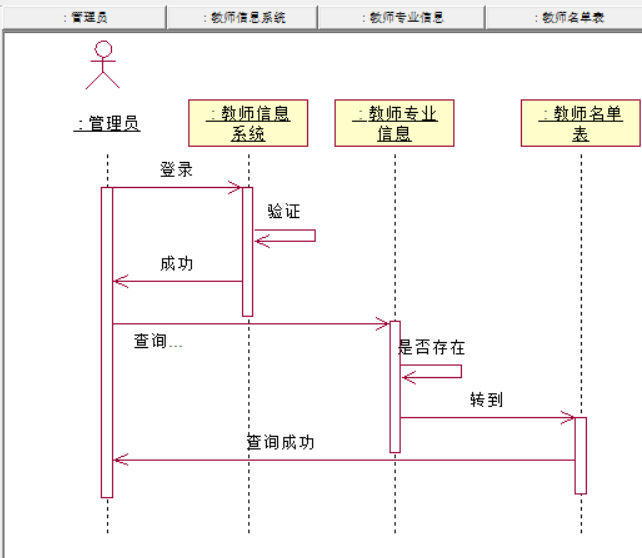 : 管理员
: 教师信息系统
: 教师专业信息
: 教师名单表
: 管理员
: 教师信息
系统
: 教师专业
信息
: 教师名单
表
登录
验证
成功
查询...
是否存在
转到
查询成功